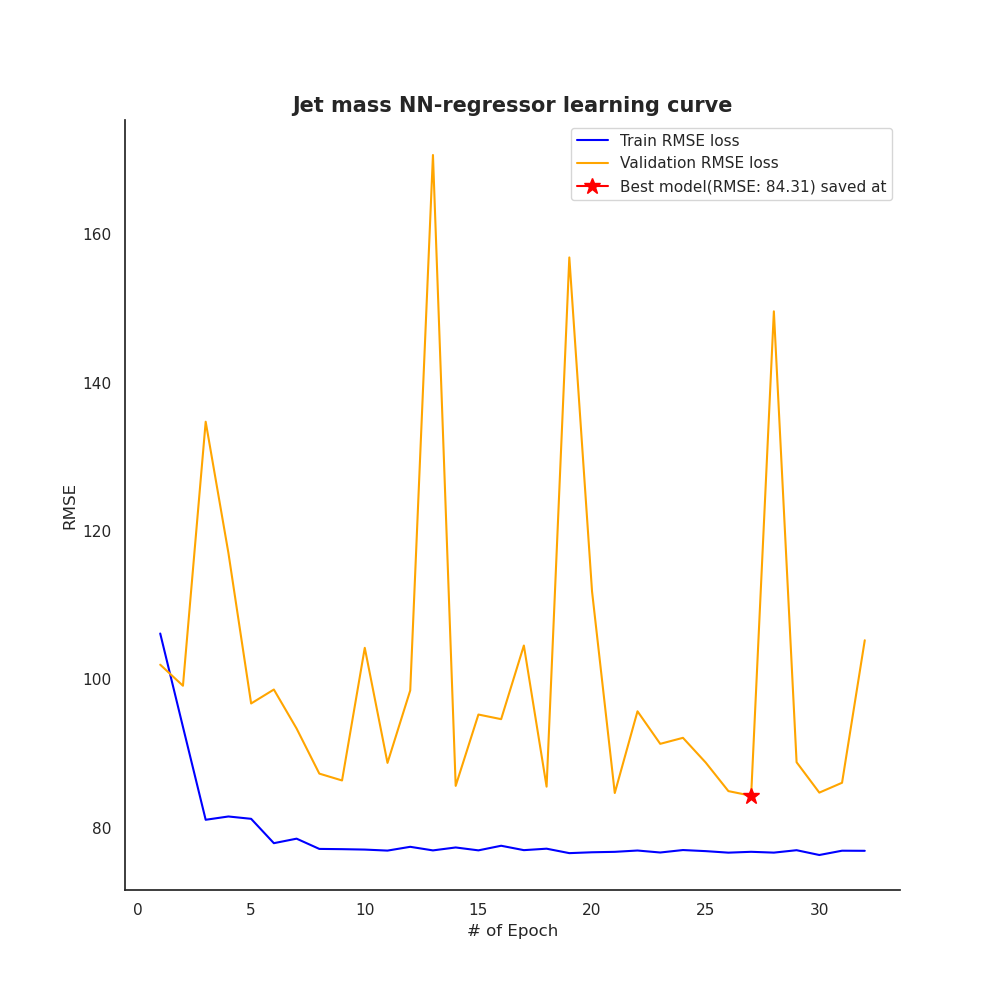 Jet mass NN-regressor learning curve
Train RMSE loss
Validation RMSE loss
Best model(RMSE: 84.31) saved at
160
140
120
100
80
RMSE
0 5 10 15 20 25 30
# of Epoch